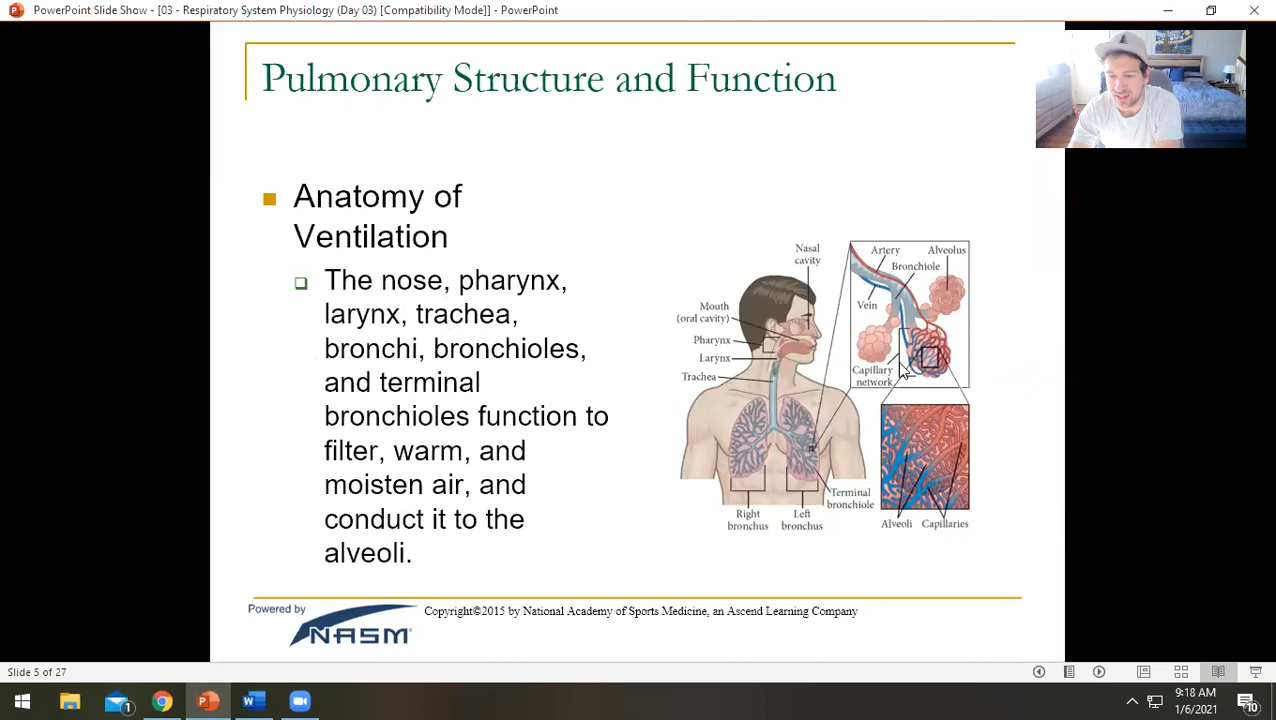 PowerPoint Slide Show - [03 - Respiratory System Physiology (Day 03) [Compatibility Mode]] - PowerPoint
Pulmonary Structure and Function
Anatomy of
Ventilation
The nose, pharynx,
larynx, trachea,
bronchi, bronchioles,
and terminal
bronchioles function to
filter, warm, and
moisten air, and
conduct it to the
alveoli.
Nasal
cavity
Mouth
(oral cavity)
Pharynx
Larynx
Trachea
Right
bronchus
Left
bronchus
Terminal
bronchiole
Artery
Alveolus
Bronchiole
Vein
Capillary
network
Alveoli
Capillaries
Powered by
NASM
Copyright©2015 by National Academy of Sports Medicine, an Ascend Learning Company
Slide 5 of 27
1
9:18 AM
1/6/2021
10